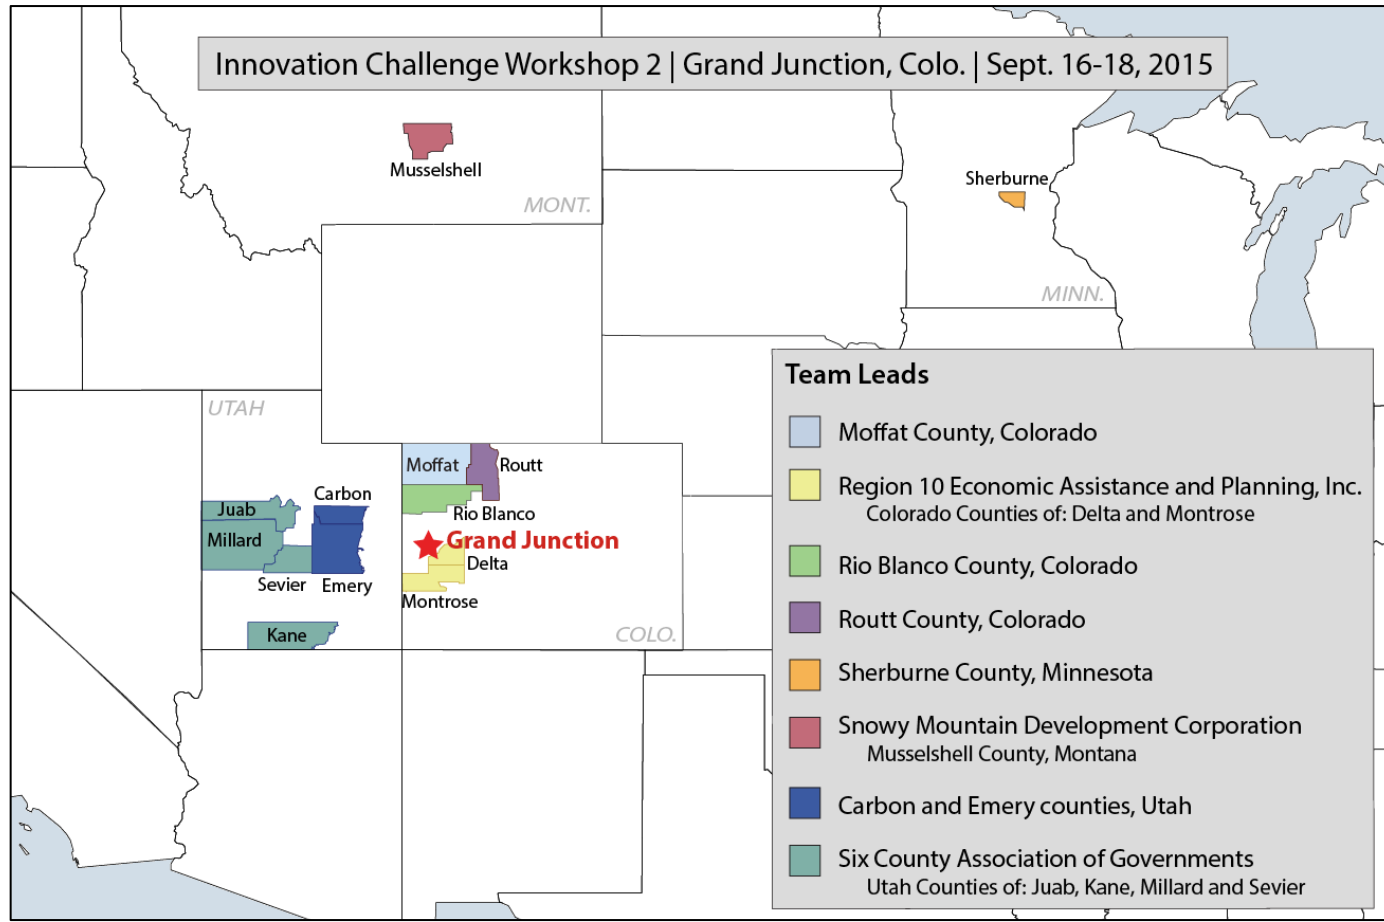 Innovation Challenge Workshop 2 | Grand Junction, Colo. | Sept. 16-18, 2015
Musselshell
MONT.
Sherburne
MINN.
UTAH
Moffat
Routt
Carbon
Juab
Rio Blanco
Millard
Grand Junction
Delta
Sevier
Emery
Montrose
Kane
COLO.
Team Leads
Moffat County, Colorado
Region 10 Economic Assistance and Planning, Inc.
Colorado Counties of: Delta and Montrose
Rio Blanco County, Colorado
Routt County, Colorado
Sherburne County, Minnesota
Snowy Mountain Development Corporation
Musselshell County, Montana
Carbon and Emery counties, Utah
Six County Association of Governments
Utah Counties of: Juab, Kane, Millard and Sevier